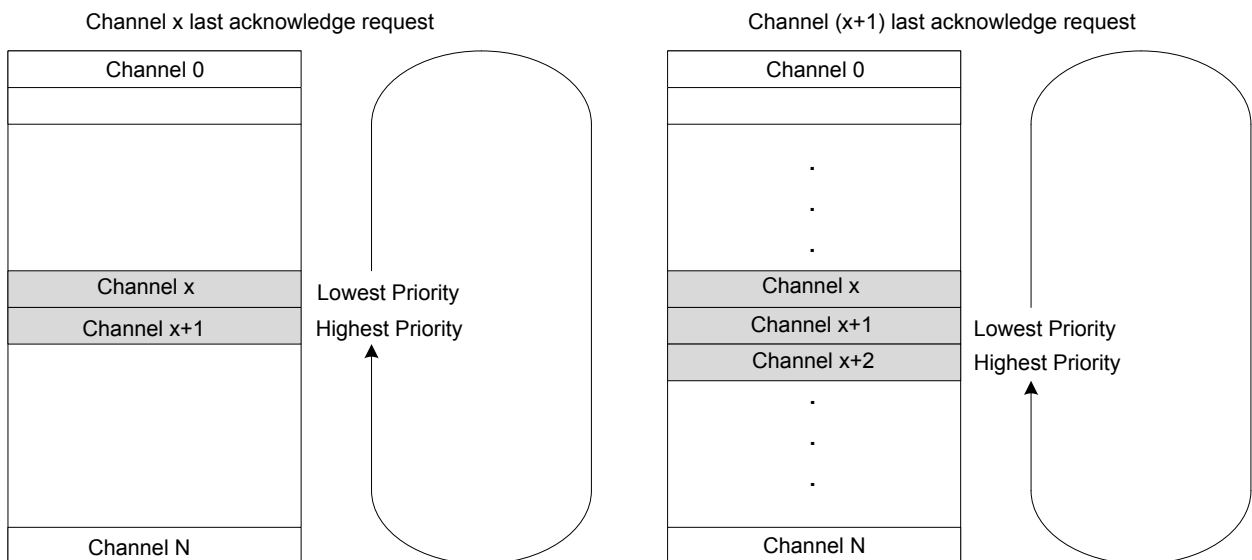 Channel x last acknowledge request
Channel 0
Channel x
Lowest Priority
Channel x+1
Highest Priority
Channel N
Channel (x+1) last acknowledge request
Channel 0
.
.
.
Channel x
Channel x+1
Lowest Priority
Channel x+2
Highest Priority
.
.
.
Channel N